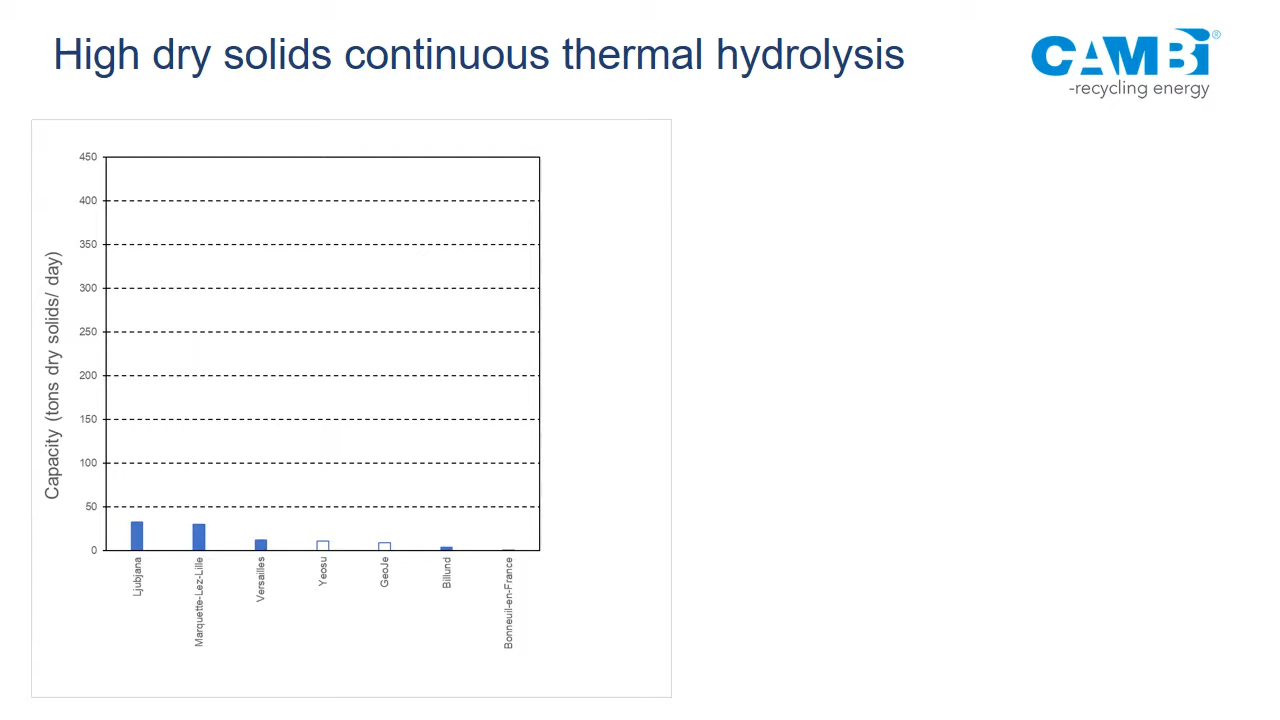 High dry solids continuous thermal hydrolysis
CAMBI®
-recycling energy
Capacity (tons dry solids/ day)
450
400
350
300
250
200
150
100
50
0
Ljubjana
Marquette-Lez-Lille
Versailles
Yeosu
GeoJe
Billund
Bonneuil-en-France